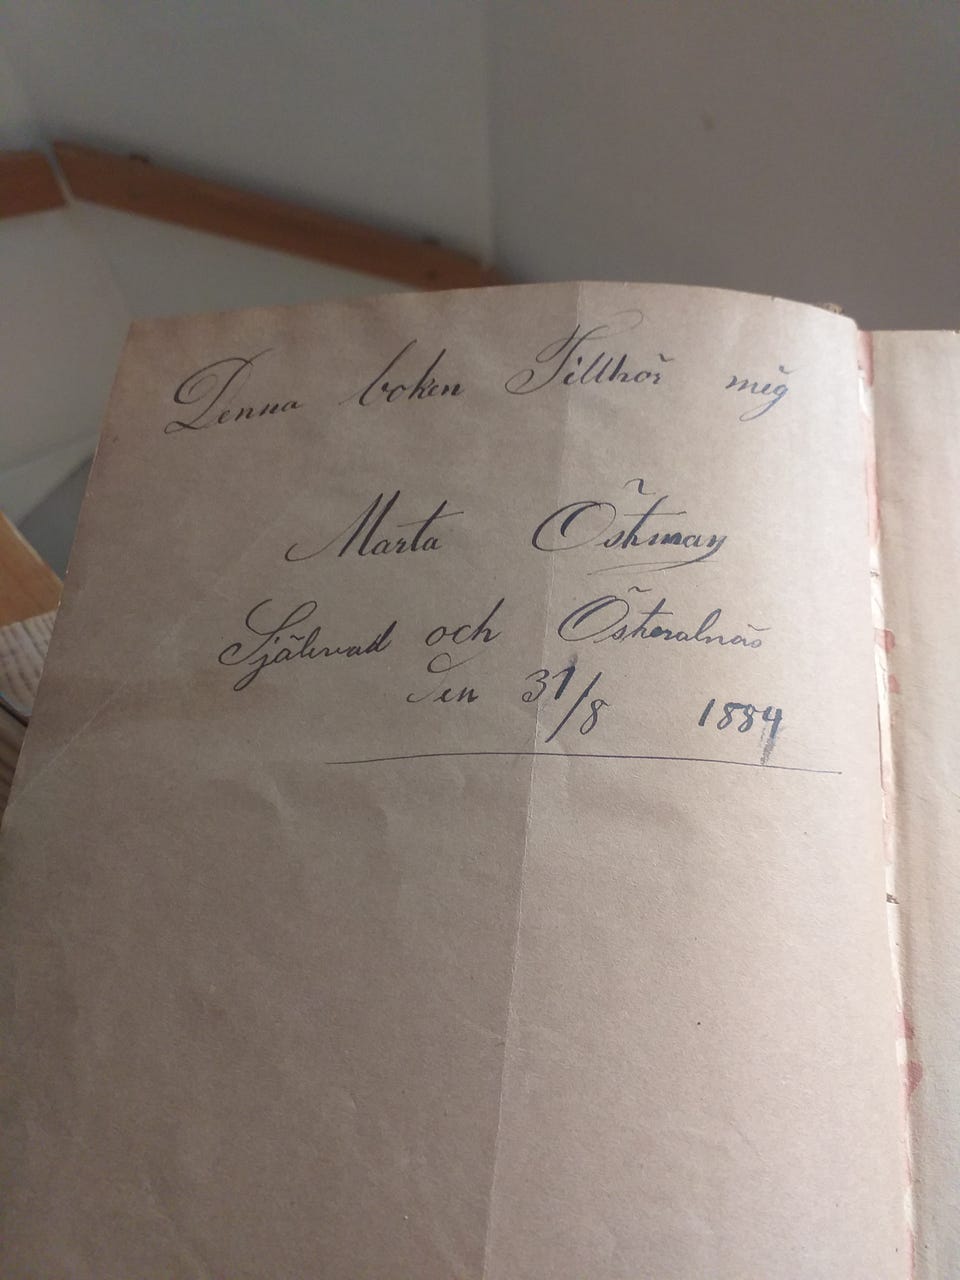 Denna boken Tillhör mig
Marta Östman
Själevad och Österalnäs
Den 31/8 1884